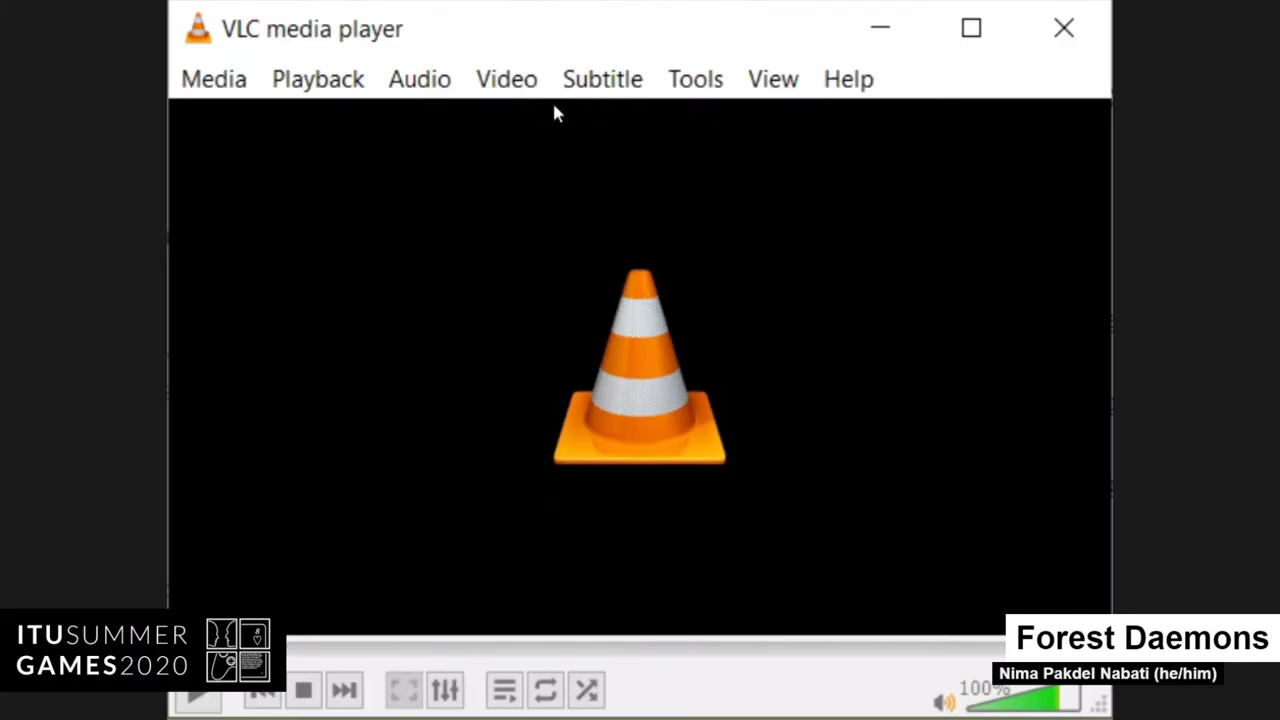 VLC media player
Media Playback Audio Video Subtitle Tools View Help
ITUSUMMER
GAMES2020
8
Forest Daemons
Nima Pakdel Nabati (he/him)
100%